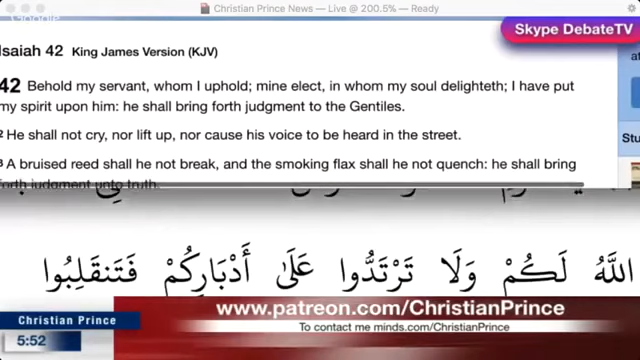 Christian Prince News — Live @ 200.5% — Ready
Skype DebateTV
Isaiah 42 King James Version (KJV)
42 Behold my servant, whom I uphold; mine elect, in whom my soul delighteth; I have put
my spirit upon him: he shall bring forth judgment to the Gentiles.
2 He shall not cry, nor lift up, nor cause his voice to be heard in the street.
3 A bruised reed shall he not break, and the smoking flax shall he not quench: he shall bring
forth judgment unto truth.
Stu
اللَّهُ لَكُمْ وَلَا تَرْتَدُّوا عَلَىٰ أَدْبَارِكُمْ فَتَنقَلِبُوا
www.patreon.com/ChristianPrince
To contact me minds.com/ChristianPrince
Christian Prince
5:52